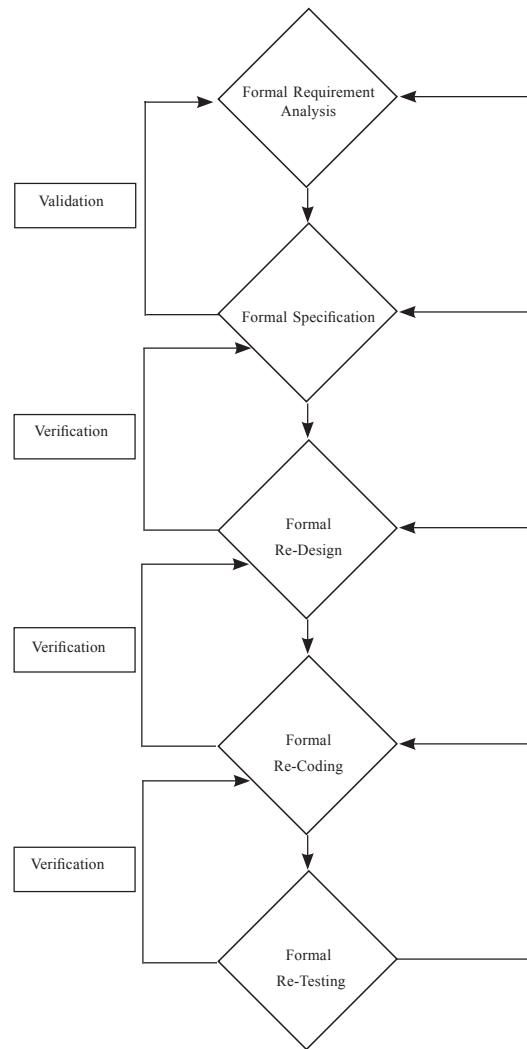 Formal Requirement
Analysis
Validation
Formal Specification
Verification
Formal
Re-Design
Verification
Formal
Re-Coding
Verification
Formal
Re-Testing